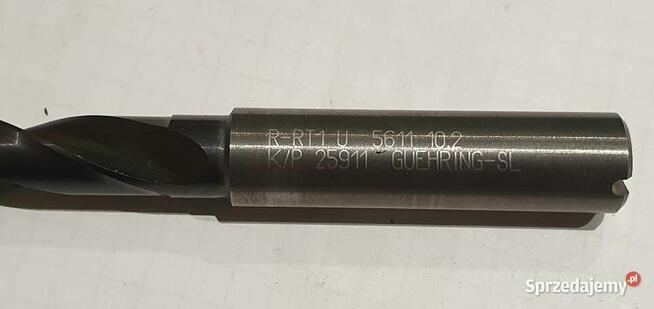 R-RT1 U 5611 10.2
K/P 25911 GUEHRING-SL
Sprzedajemy.pl